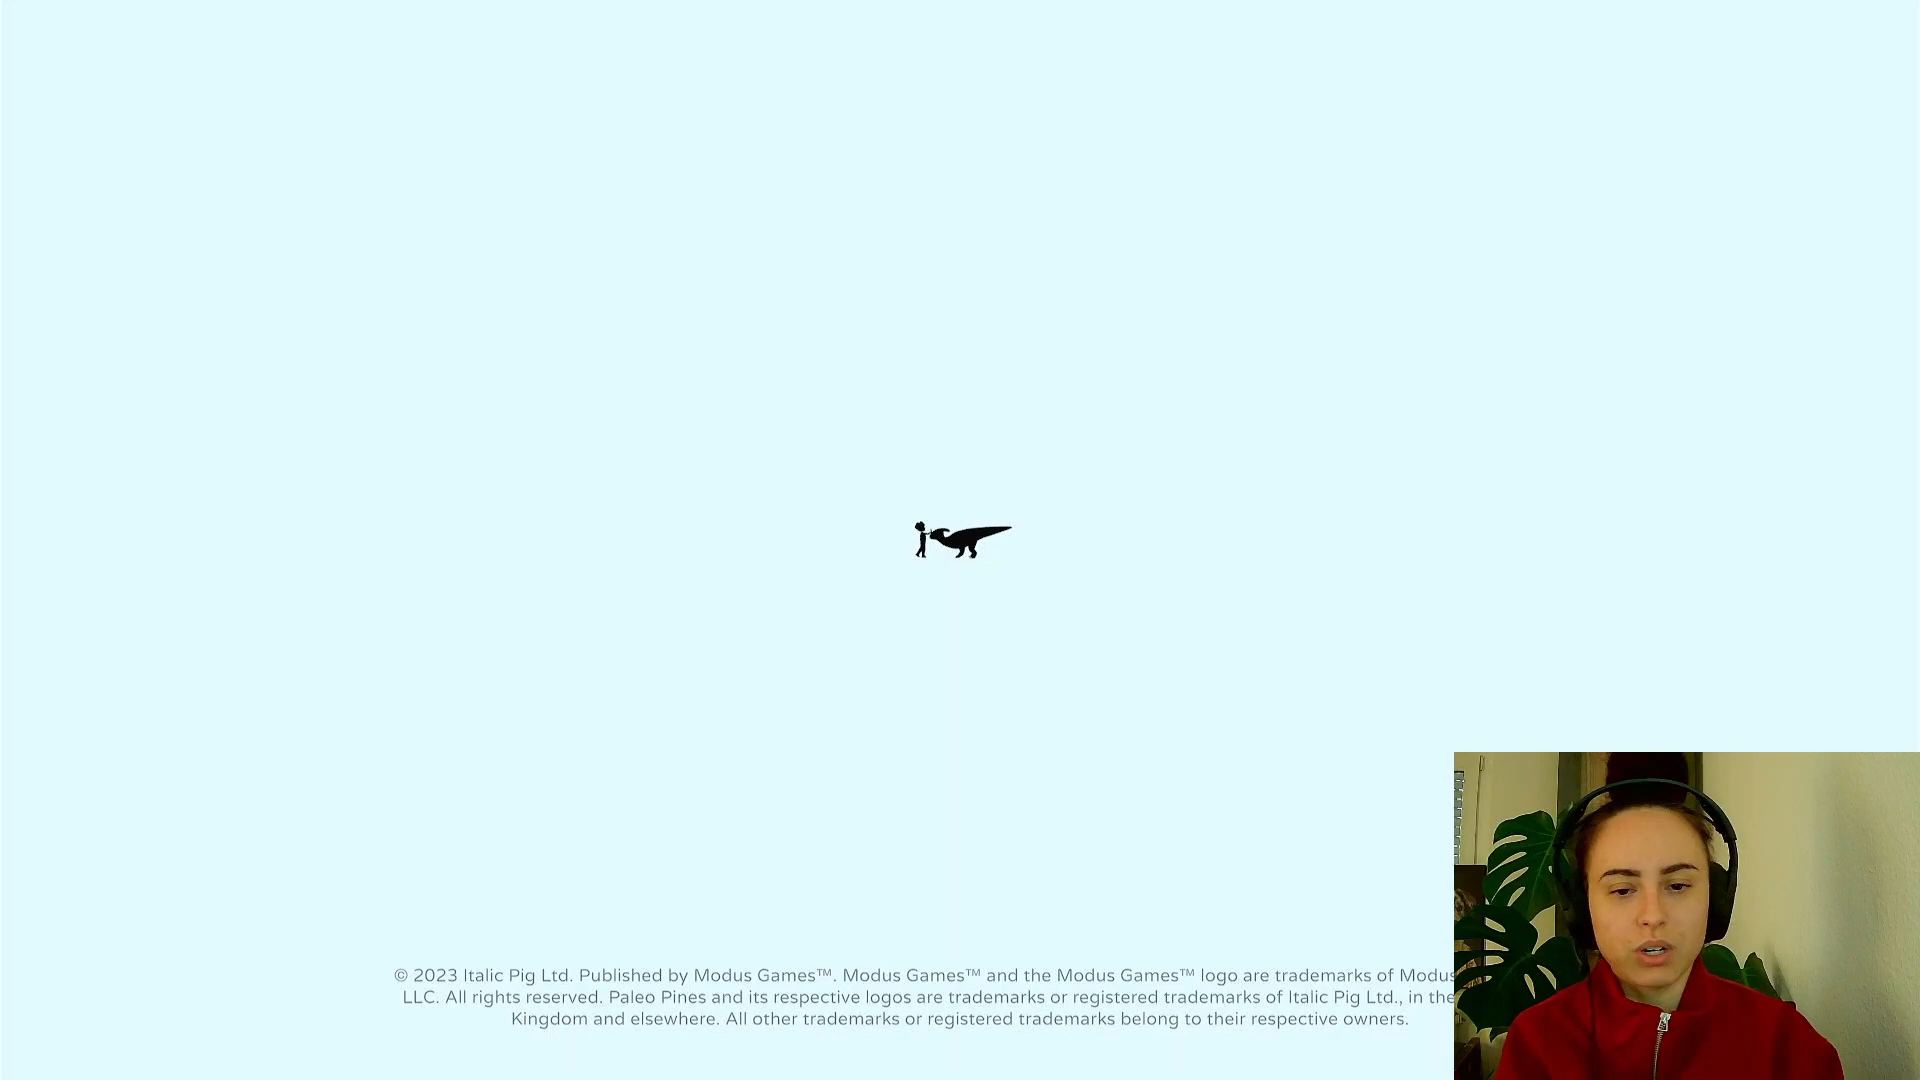 © 2023 Italic Pig Ltd. Published by Modus Games™. Modus Games™ and the Modus Games™ logo are trademarks of Modus
LLC. All rights reserved. Paleo Pines and its respective logos are trademarks or registered trademarks of Italic Pig Ltd., in the
Kingdom and elsewhere. All other trademarks or registered trademarks belong to their respective owners.